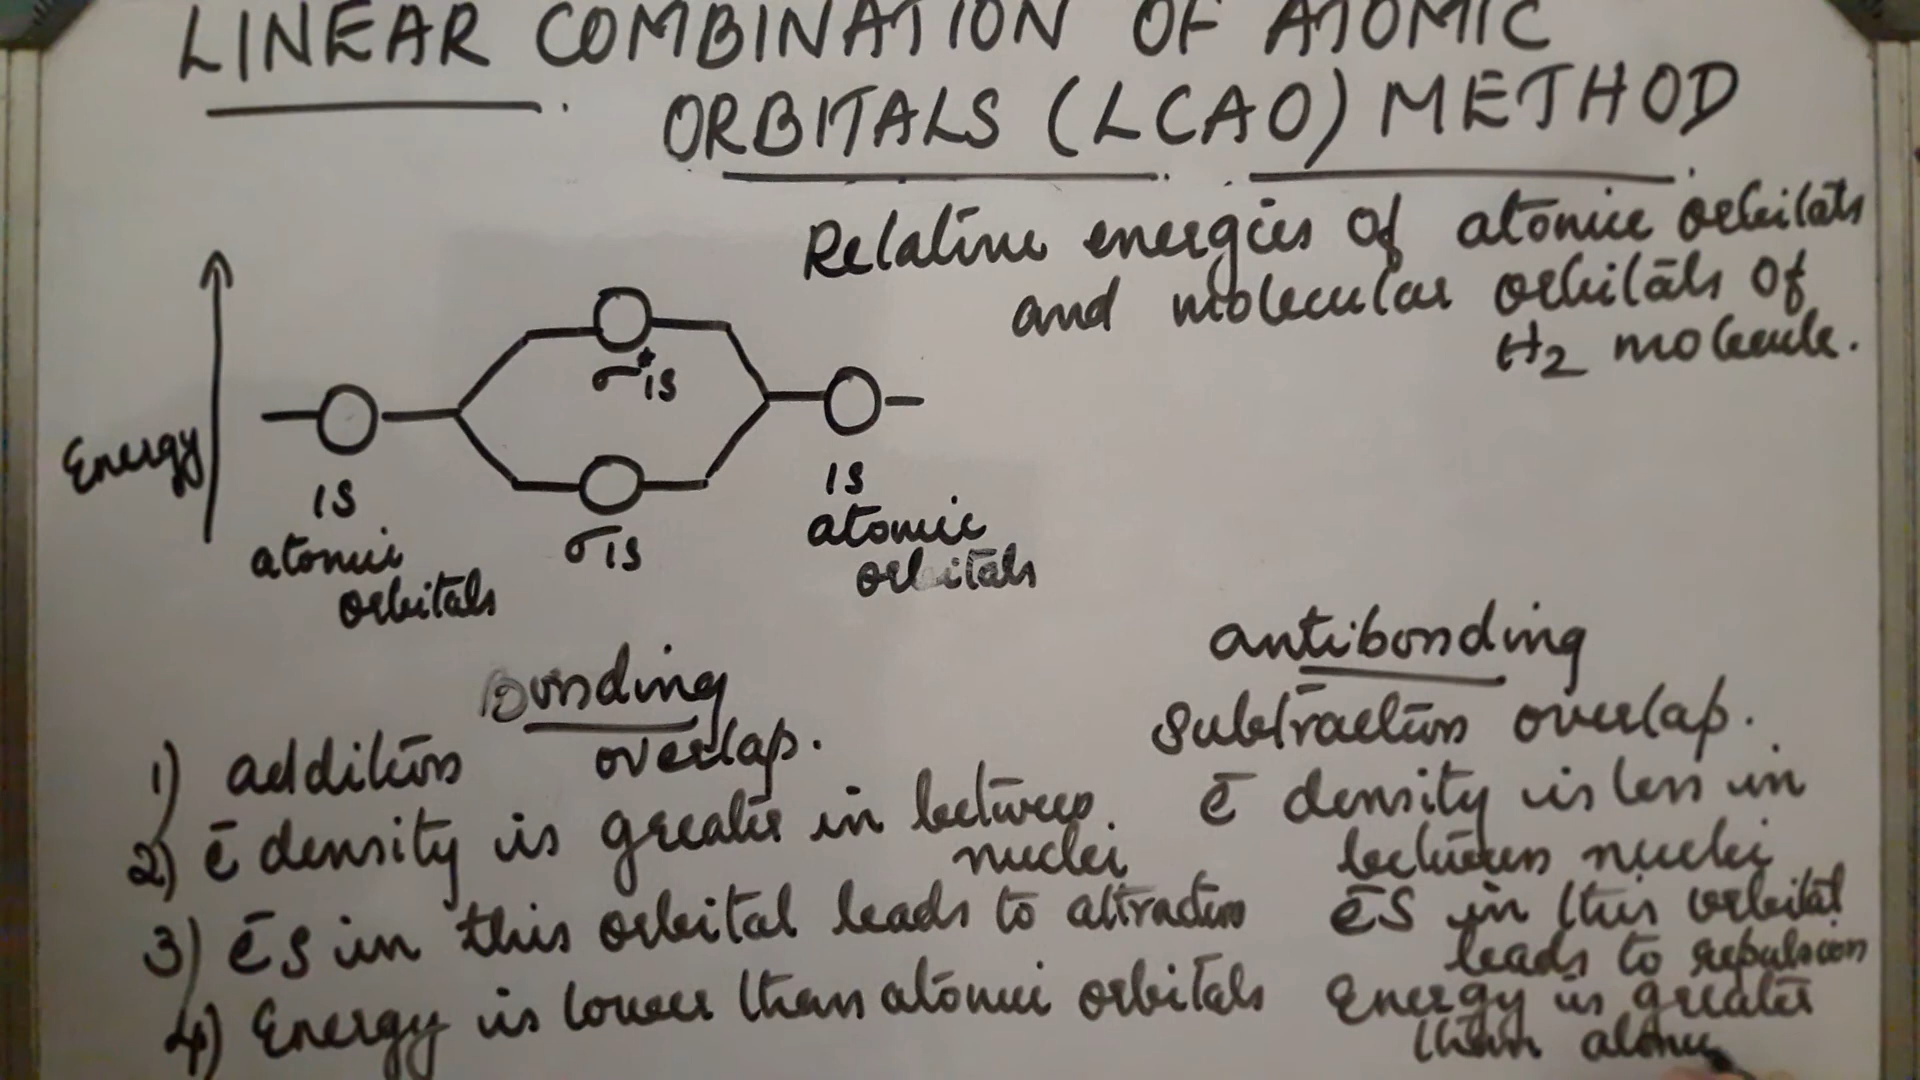 LINEAR COMBINATION OF ATOMIC
ORBITALS (LCAO) METHOD
Relative energies of atomic orbitals
and molecular orbitals of
H2 molecule.
Energy
σ*1S
1S
atomic
orbitals
σ1S
1S
atomic
orbitals
Bonding
1) addition overlap.
2) ē density is greater in between
nuclei
3) ēS in this orbital leads to attraction
4) Energy is lower than atomic orbitals
antibonding
Subtraction overlap.
ē density is less in
between nuclei
ēS in this orbital
leads to repulsion
Energy is greater
than atomic